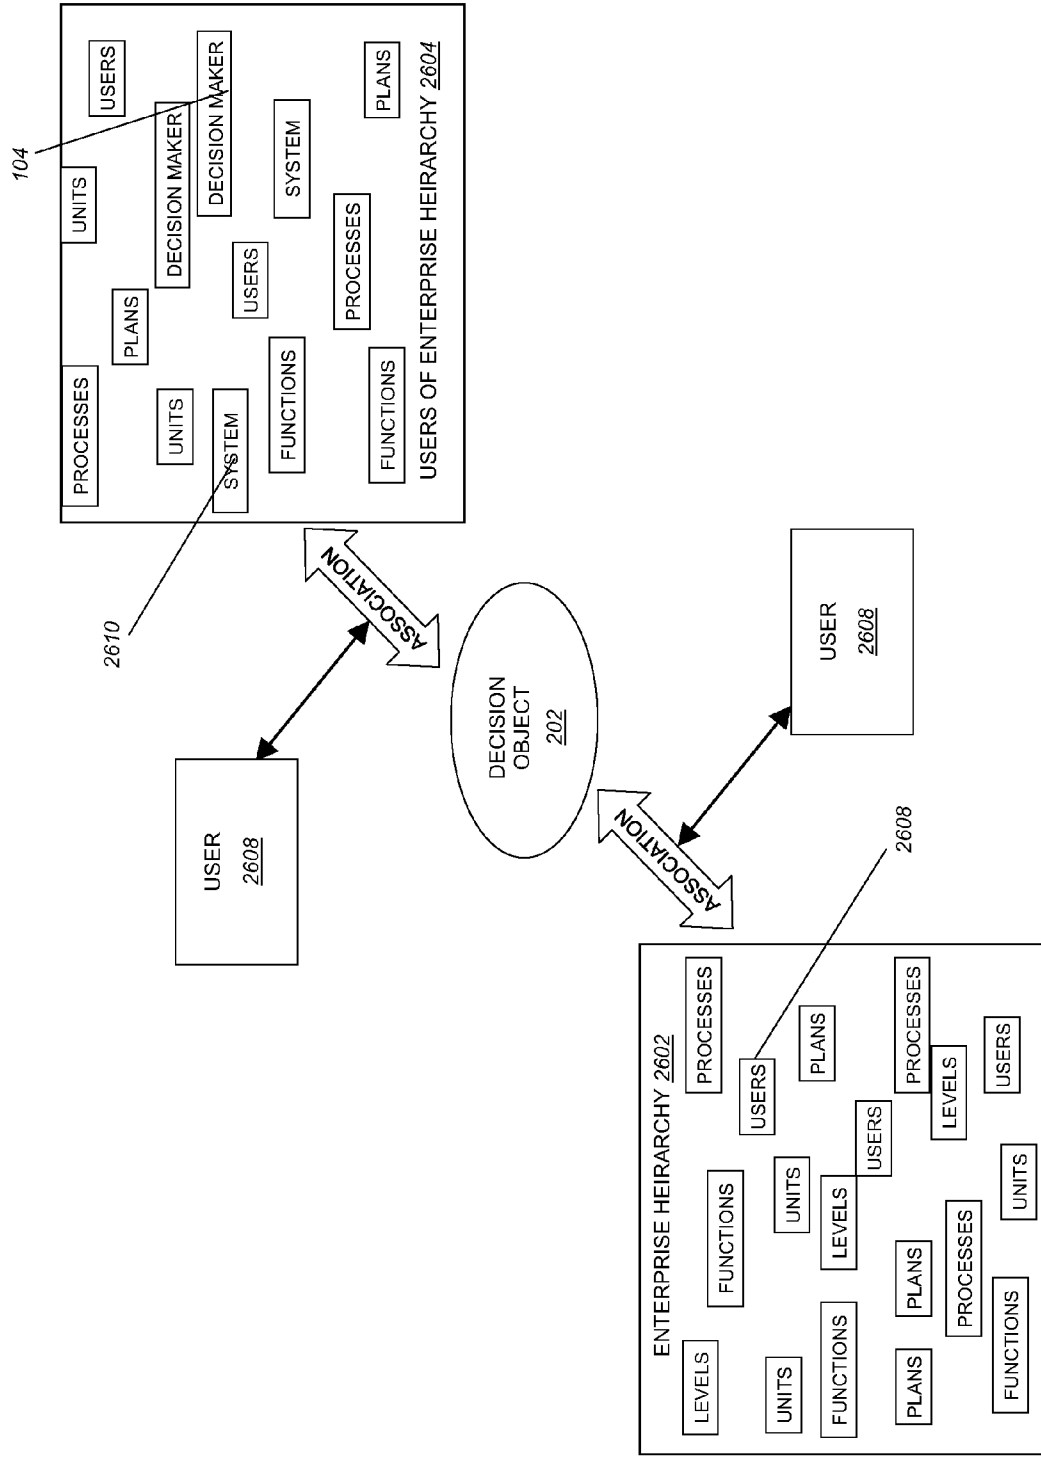 ENTERPRISE HEIRARCHY 2602
LEVELS
FUNCTIONS
PROCESSES
USERS
UNITS
UNITS
PLANS
FUNCTIONS
LEVELS
USERS
PLANS
PLANS
PROCESSES
LEVELS
PROCESSES
FUNCTIONS
UNITS
USERS
2608
ASSOCIATION
USER
2608
DECISION
OBJECT
202
USER
2608
ASSOCIATION
2610
104
PROCESSES
UNITS
USERS
PLANS
UNITS
DECISION MAKER
DECISION MAKER
SYSTEM
USERS
FUNCTIONS
SYSTEM
PROCESSES
FUNCTIONS
PLANS
USERS OF ENTERPRISE HEIRARCHY 2604